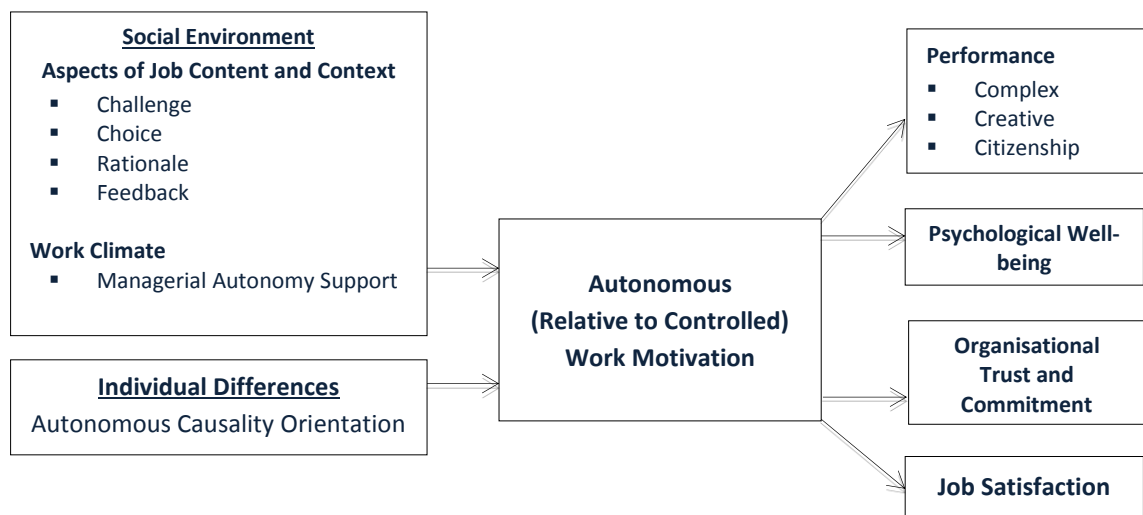 Social Environment
Aspects of Job Content and Context
▪ Challenge
▪ Choice
▪ Rationale
▪ Feedback
Work Climate
▪ Managerial Autonomy Support
Individual Differences
Autonomous Causality Orientation
Autonomous
(Relative to Controlled)
Work Motivation
Performance
▪ Complex
▪ Creative
▪ Citizenship
Psychological Well-
being
Organisational
Trust and
Commitment
Job Satisfaction